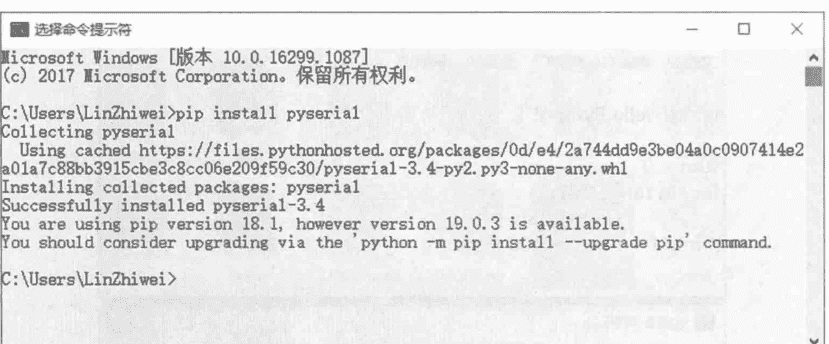 选择命令提示符
Microsoft Windows [版本 10.0.16299.1087]
(c) 2017 Microsoft Corporation。保留所有权利。
C:\Users\LinZhiwei>pip install pyserial
Collecting pyserial
Using cached https://files.pythonhosted.org/packages/0d/e4/2a744dd9e3be04a0c0907414e2
a01a7c88bb3915cbe3c8cc06e209f59c30/pyserial-3.4-py2.py3-none-any.whl
Installing collected packages: pyserial
Successfully installed pyserial-3.4
You are using pip version 18.1, however version 19.0.3 is available.
You should consider upgrading via the 'python -m pip install --upgrade pip' command.
C:\Users\LinZhiwei>